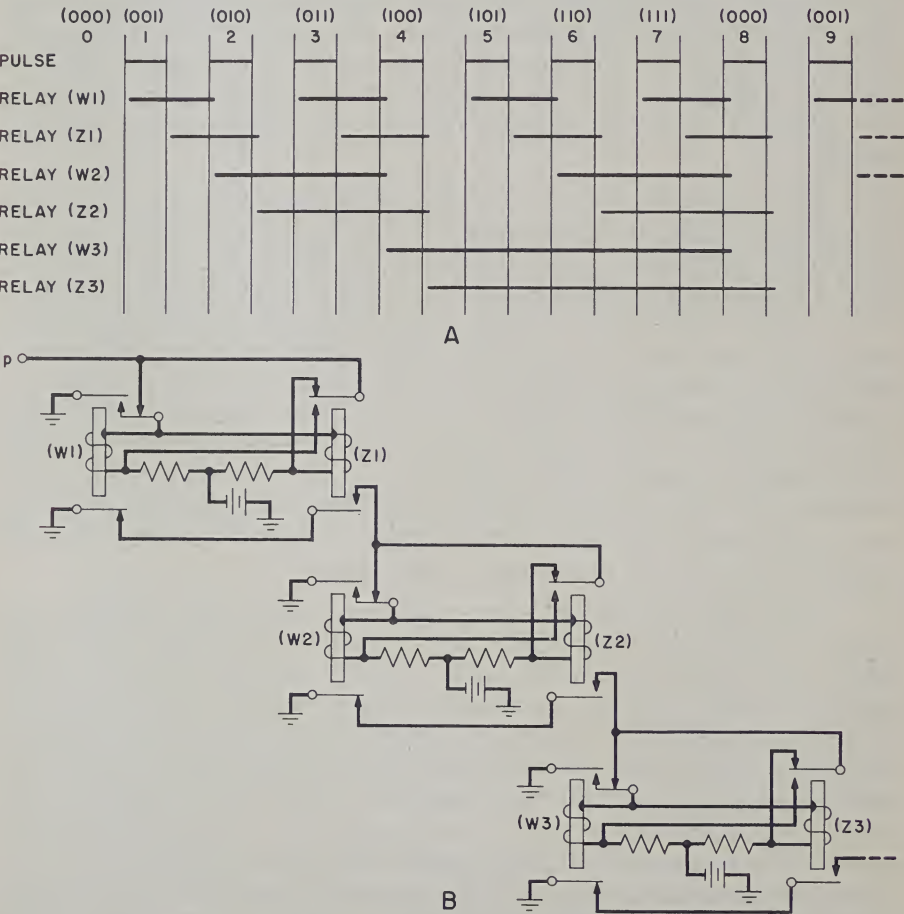 (000) (001) (010) (011) (100) (101) (110) (111) (000) (001)
0 1 2 3 4 5 6 7 8 9
PULSE
RELAY (W1)
RELAY (Z1)
RELAY (W2)
RELAY (Z2)
RELAY (W3)
RELAY (Z3)
A
p
(W1) (Z1)
(W2) (Z2)
(W3) (Z3)
B